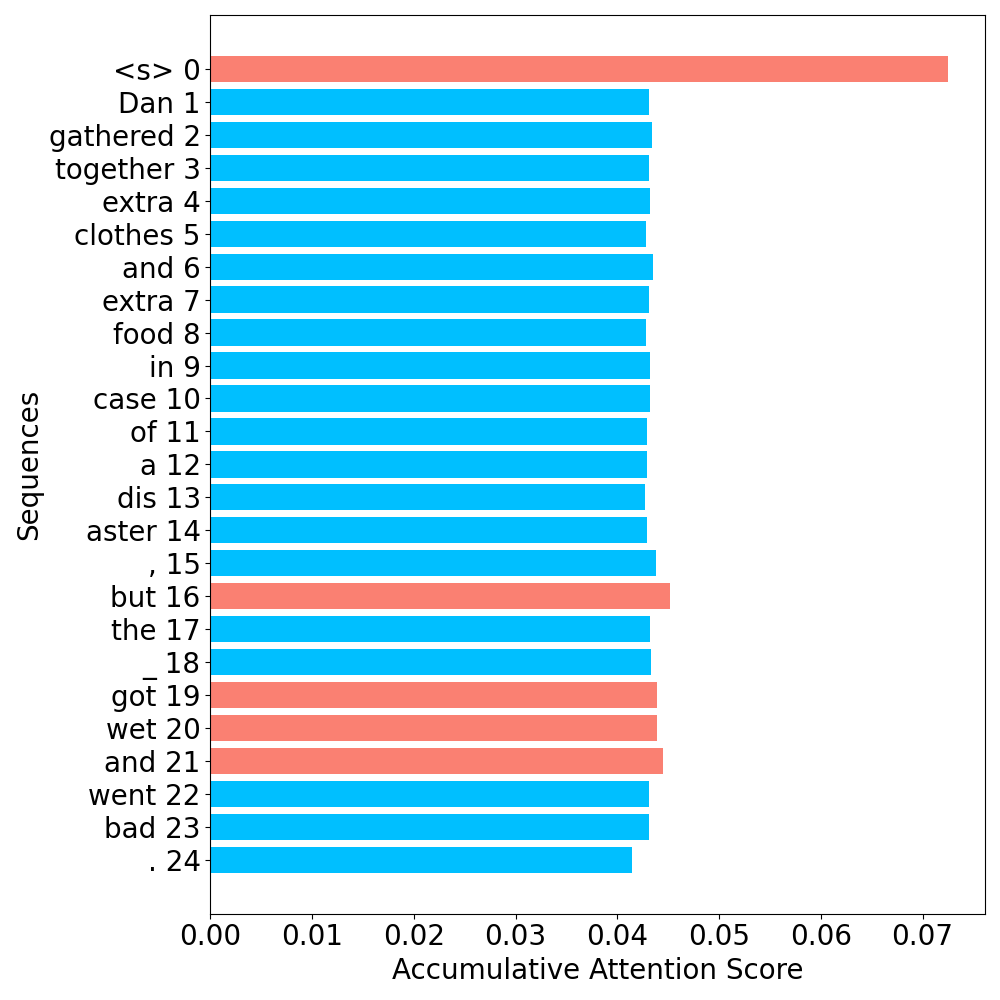 <s> 0
Dan 1
gathered 2
together 3
extra 4
clothes 5
and 6
extra 7
food 8
in 9
case 10
of 11
a 12
dis 13
aster 14
, 15
but 16
the 17
_ 18
got 19
wet 20
and 21
went 22
bad 23
. 24
Sequences
0.00 0.01 0.02 0.03 0.04 0.05 0.06 0.07
Accumulative Attention Score